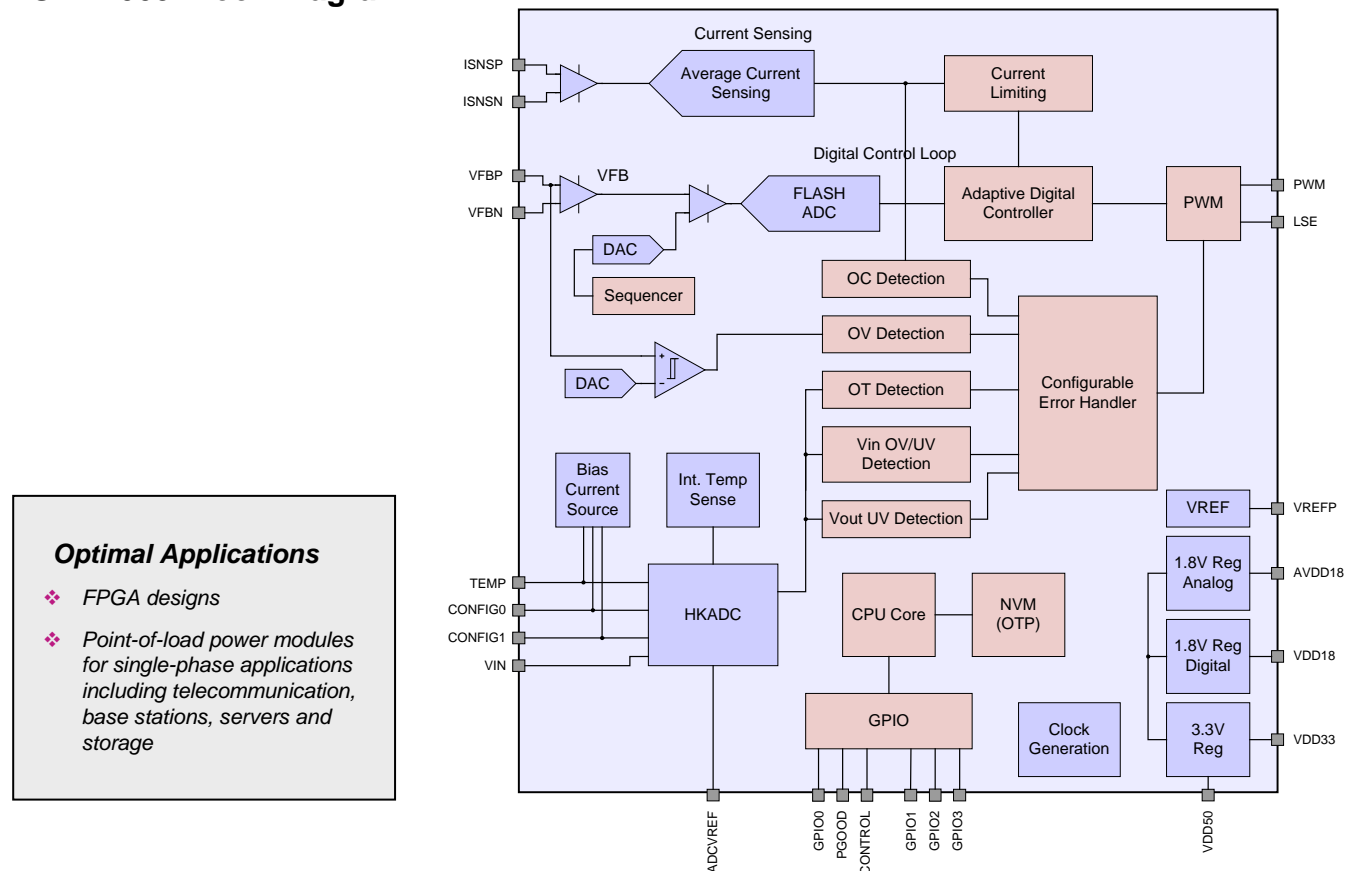 Current Sensing
ISNSP
ISNSN
Average Current
Sensing
Current
Limiting
Digital Control Loop
VFBP
VFBN
VFB
FLASH
ADC
Adaptive Digital
Controller
PWM
PWM
LSE
DAC
Sequencer
OC Detection
OV Detection
+
-
DAC
OT Detection
Configurable
Error Handler
Vin OV/UV
Detection
Vout UV Detection
Bias
Current
Source
Int. Temp
Sense
VREF
VREFP
Optimal Applications
❖ FPGA designs
❖ Point-of-load power modules
for single-phase applications
including telecommunication,
base stations, servers and
storage
TEMP
CONFIG0
CONFIG1
VIN
HKADC
CPU Core
NVM
(OTP)
1.8V Reg
Analog
AVDD18
1.8V Reg
Digital
VDD18
GPIO
Clock
Generation
3.3V
Reg
VDD33
ADCVREF
GPIO0
PGOOD
CONTROL
GPIO1
GPIO2
GPIO3
VDD50